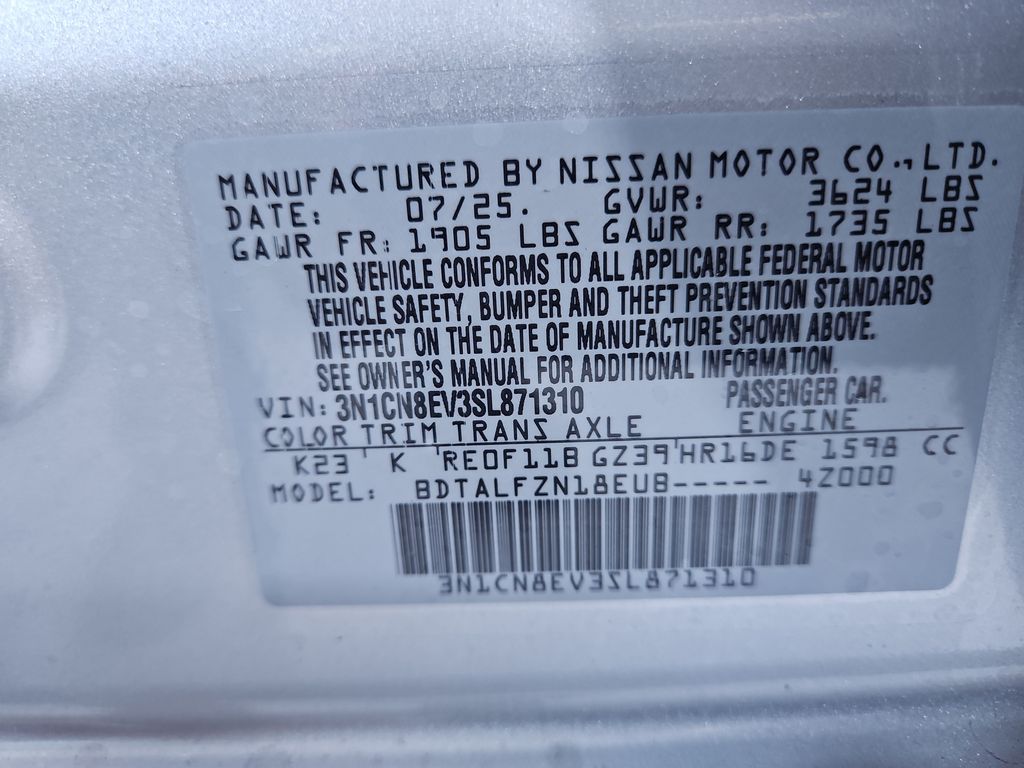 MANUFACTURED BY NISSAN MOTOR CO., LTD.
DATE: 07/25. GVWR: 3624 LBS
GAWR FR: 1905 LBS GAWR RR: 1735 LBS
THIS VEHICLE CONFORMS TO ALL APPLICABLE FEDERAL MOTOR
VEHICLE SAFETY, BUMPER AND THEFT PREVENTION STANDARDS
IN EFFECT ON THE DATE OF MANUFACTURE SHOWN ABOVE.
SEE OWNER'S MANUAL FOR ADDITIONAL INFORMATION.
VIN: 3N1CN8EV3SL871310 PASSENGER CAR.
COLOR TRIM TRANS AXLE ENGINE
K23 K RE0F11B GZ39 HR16DE 1598 CC
MODEL: BDTALFZN18EUB----- 4Z000
3N1CN8EV3SL871310